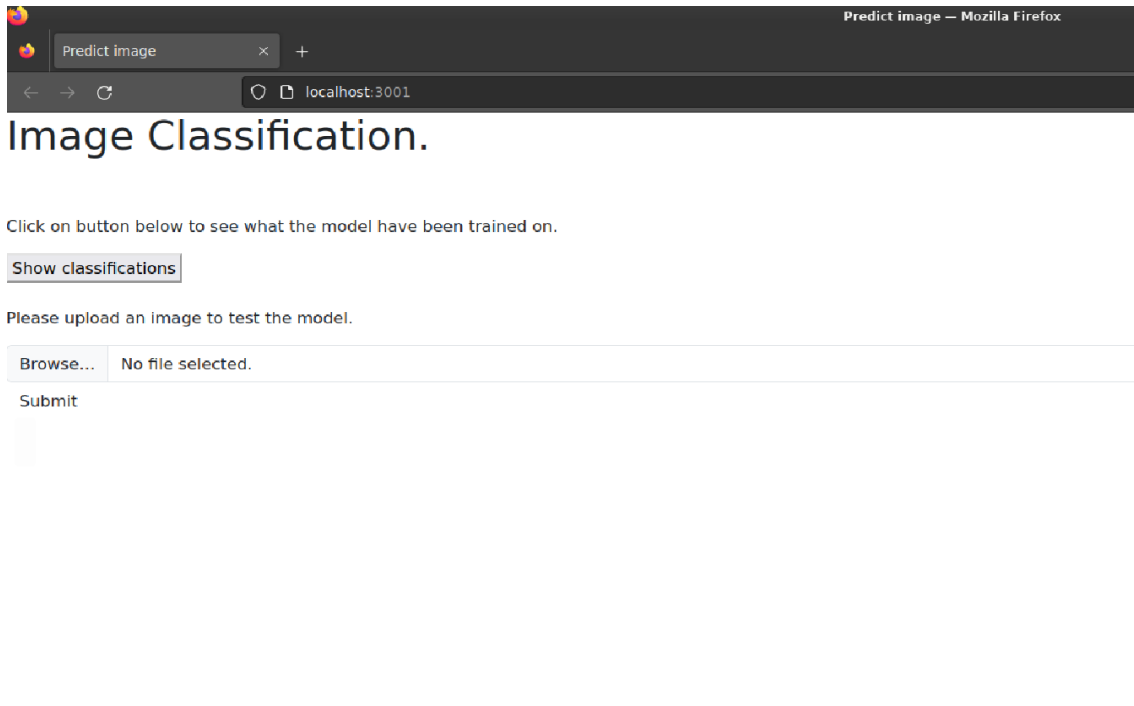 Predict image — Mozilla Firefox
Predict image
localhost:3001
Image Classification.
Click on button below to see what the model have been trained on.
Show classifications
Please upload an image to test the model.
Browse... No file selected.
Submit